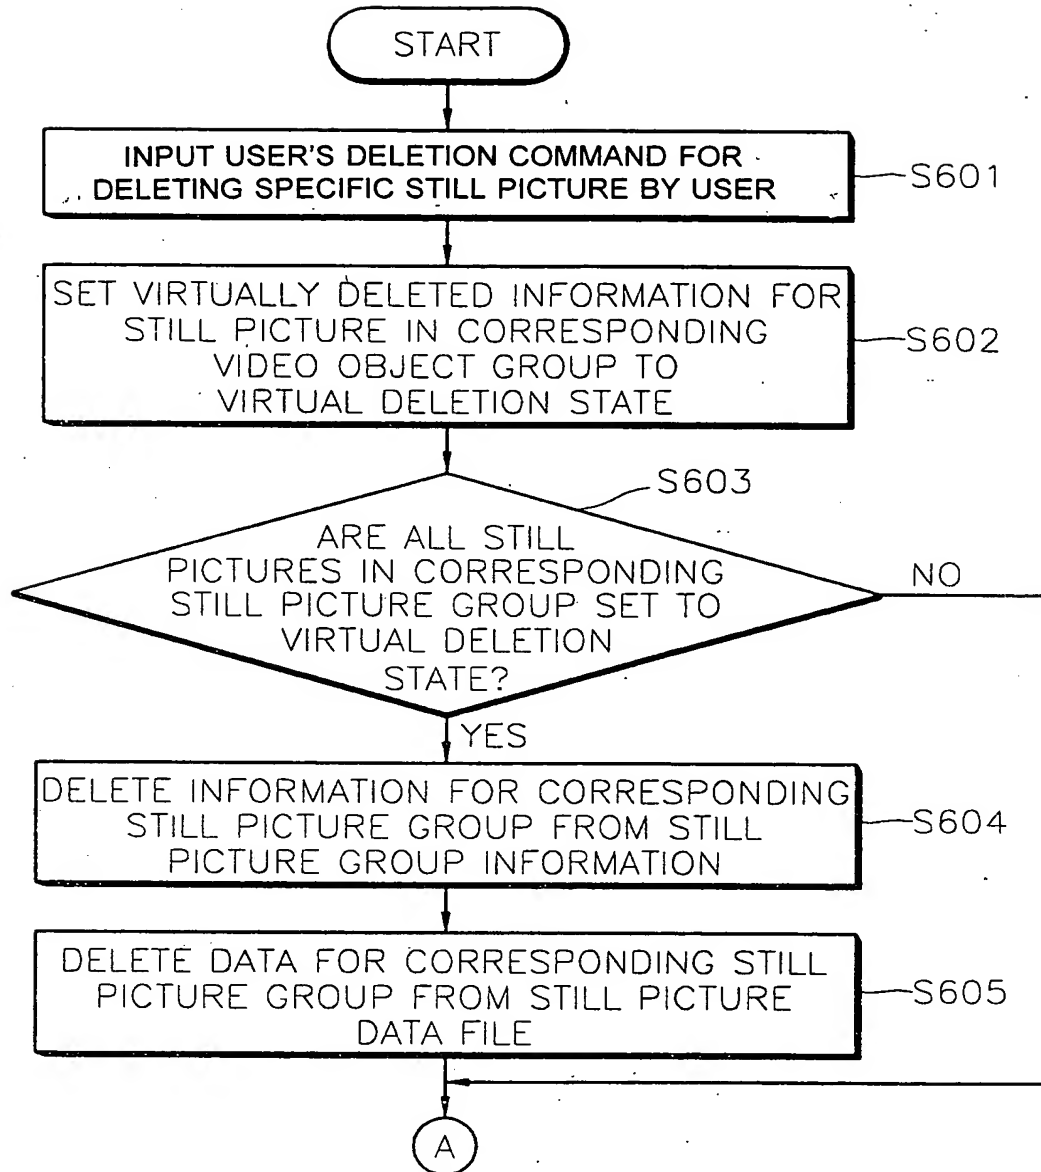 START
INPUT USER'S DELETION COMMAND FOR
DELETING SPECIFIC STILL PICTURE BY USER
S601
SET VIRTUALLY DELETED INFORMATION FOR
STILL PICTURE IN CORRESPONDING
VIDEO OBJECT GROUP TO
VIRTUAL DELETION STATE
S602
S603
ARE ALL STILL
PICTURES IN CORRESPONDING
STILL PICTURE GROUP SET TO
VIRTUAL DELETION
STATE?
NO
YES
DELETE INFORMATION FOR CORRESPONDING
STILL PICTURE GROUP FROM STILL
PICTURE GROUP INFORMATION
S604
DELETE DATA FOR CORRESPONDING STILL
PICTURE GROUP FROM STILL PICTURE
DATA FILE
S605
A